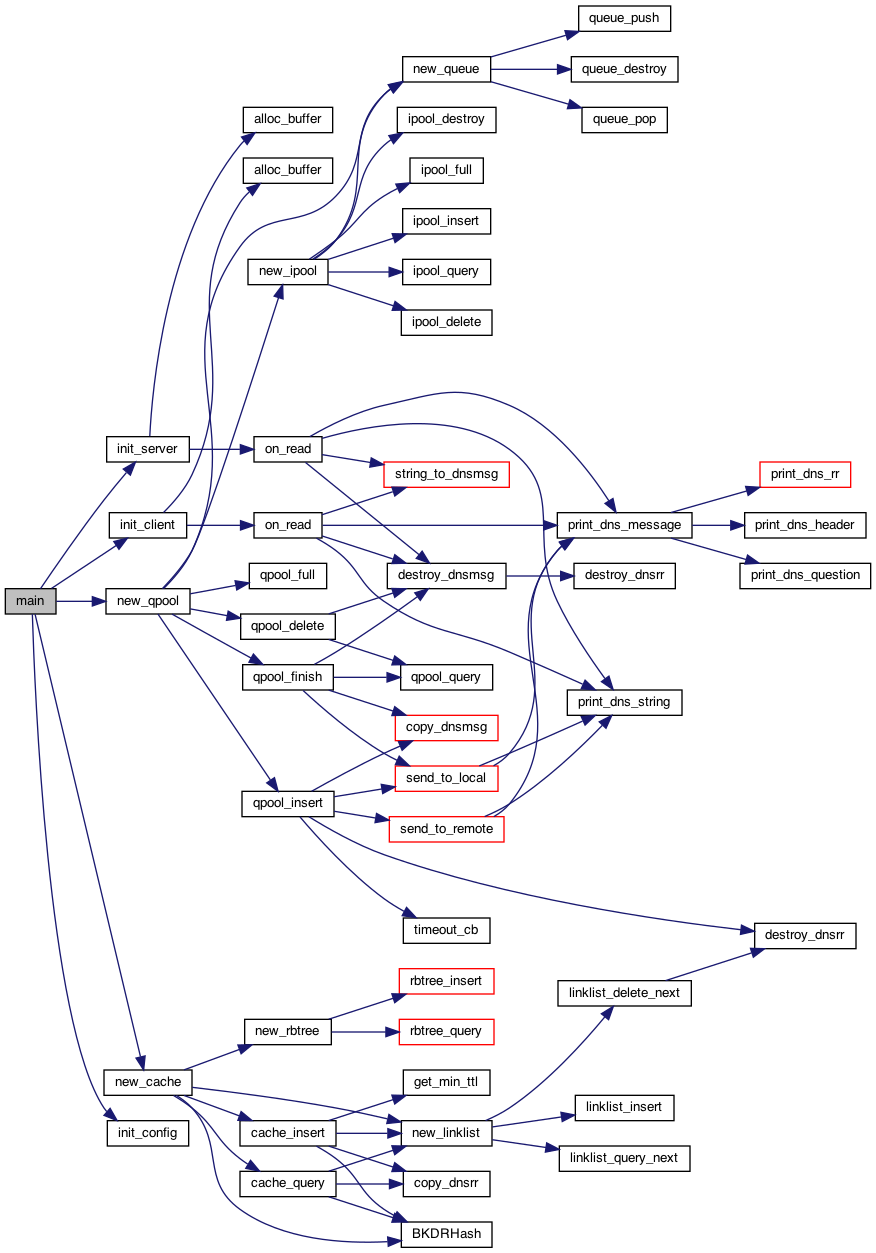 queue_push
new_queue
queue_destroy
queue_pop
alloc_buffer
ipool_destroy
alloc_buffer
ipool_full
ipool_insert
new_ipool
ipool_query
ipool_delete
init_server
on_read
string_to_dnsmsg
print_dns_rr
init_client
on_read
print_dns_message
print_dns_header
qpool_full
destroy_dnsmsg
destroy_dnsrr
print_dns_question
main
new_qpool
qpool_delete
qpool_finish
qpool_query
print_dns_string
copy_dnsmsg
send_to_local
qpool_insert
send_to_remote
timeout_cb
destroy_dnsrr
rbtree_insert
linklist_delete_next
new_rbtree
rbtree_query
new_cache
get_min_ttl
linklist_insert
init_config
cache_insert
new_linklist
linklist_query_next
cache_query
copy_dnsrr
BKDRHash